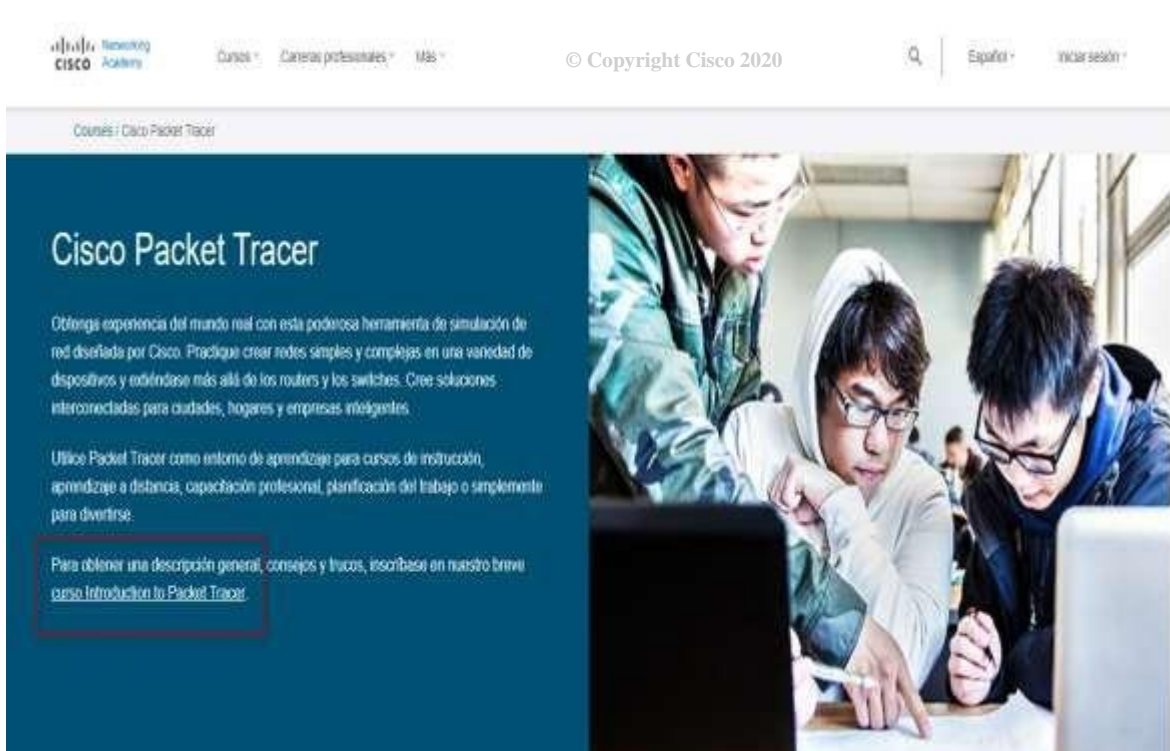 CISCO Networking Academy
Cursos
Carreras profesionales
Más
© Copyright Cisco 2020
Español
Iniciar sesión
Courses / Cisco Packet Tracer
Cisco Packet Tracer
Obtenga experiencia del mundo real con esta poderosa herramienta de simulación de
red diseñada por Cisco. Practique crear redes simples y complejas en una variedad de
dispositivos y extiéndase más allá de los routers y los switches. Cree soluciones
interconectadas para ciudades, hogares y empresas inteligentes.
Utilice Packet Tracer como entorno de aprendizaje para cursos de instrucción,
aprendizaje a distancia, capacitación profesional, planificación del trabajo o simplemente
para divertirse.
Para obtener una descripción general, consejos y trucos, inscríbase en nuestro breve
curso Introduction to Packet Tracer.